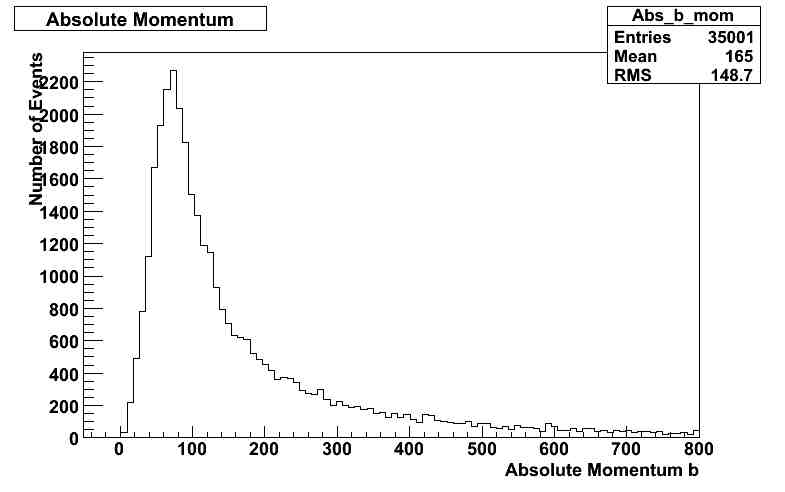 Absolute Momentum
Abs_b_mom
Entries 35001
Mean 165
RMS 148.7
Number of Events
2200
2000
1800
1600
1400
1200
1000
800
600
400
200
0
0 100 200 300 400 500 600 700 800
Absolute Momentum b